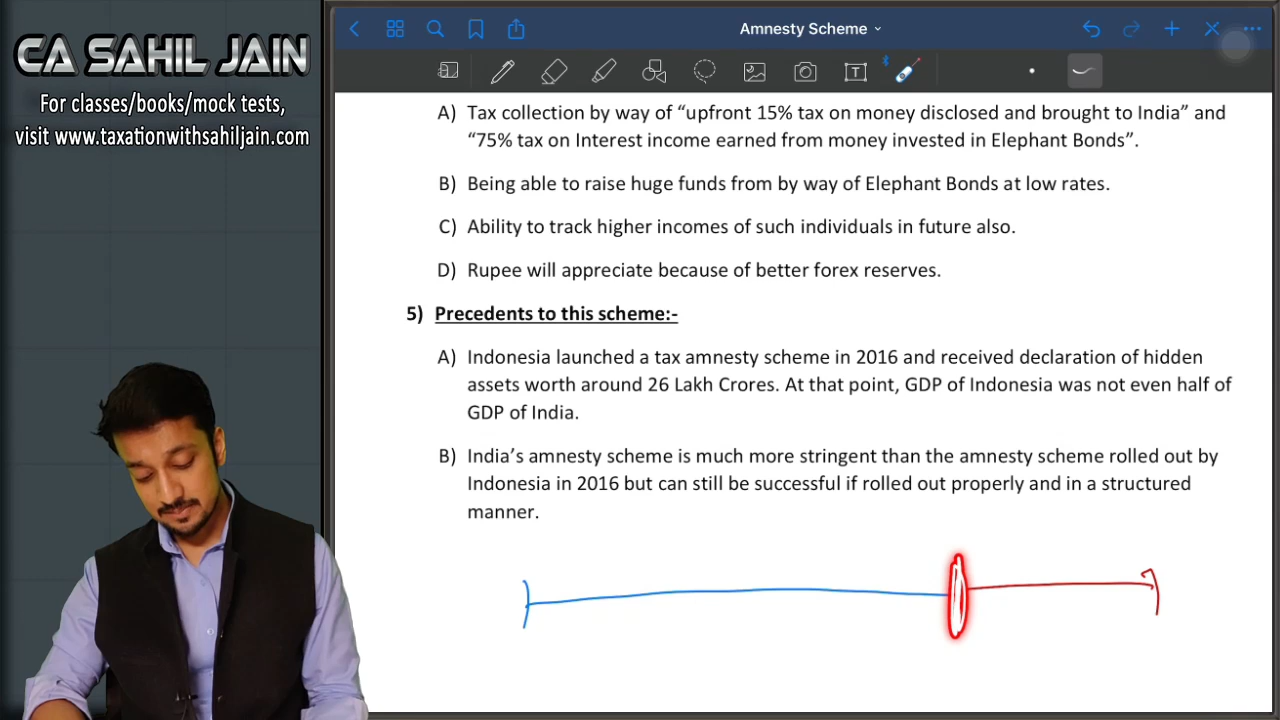 CA SAHIL JAIN
For classes/books/mock tests,
visit www.taxationwithsahiljain.com
Amnesty Scheme
A) Tax collection by way of “upfront 15% tax on money disclosed and brought to India” and
“75% tax on Interest income earned from money invested in Elephant Bonds”.
B) Being able to raise huge funds from by way of Elephant Bonds at low rates.
C) Ability to track higher incomes of such individuals in future also.
D) Rupee will appreciate because of better forex reserves.
5) Precedents to this scheme:-
A) Indonesia launched a tax amnesty scheme in 2016 and received declaration of hidden
assets worth around 26 Lakh Crores. At that point, GDP of Indonesia was not even half of
GDP of India.
B) India’s amnesty scheme is much more stringent than the amnesty scheme rolled out by
Indonesia in 2016 but can still be successful if rolled out properly and in a structured
manner.